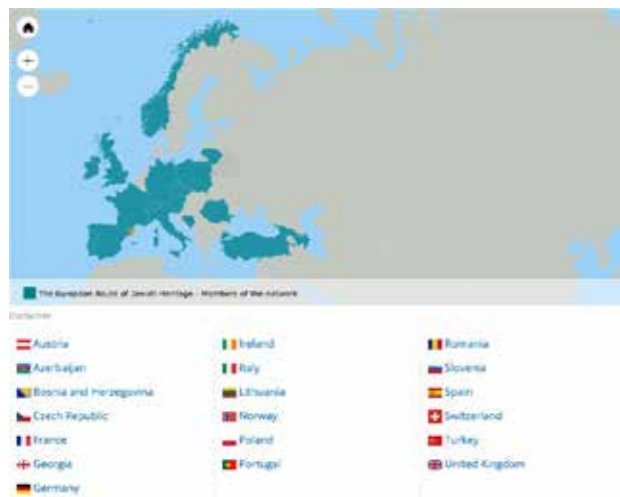 The European Route of Jewish Heritage - Members of the network
Disclaimer
Austria
Azerbaijan
Bosnia and Herzegovina
Czech Republic
France
Georgia
Germany
Ireland
Italy
Lithuania
Norway
Poland
Portugal
Romania
Slovenia
Spain
Switzerland
Turkey
United Kingdom